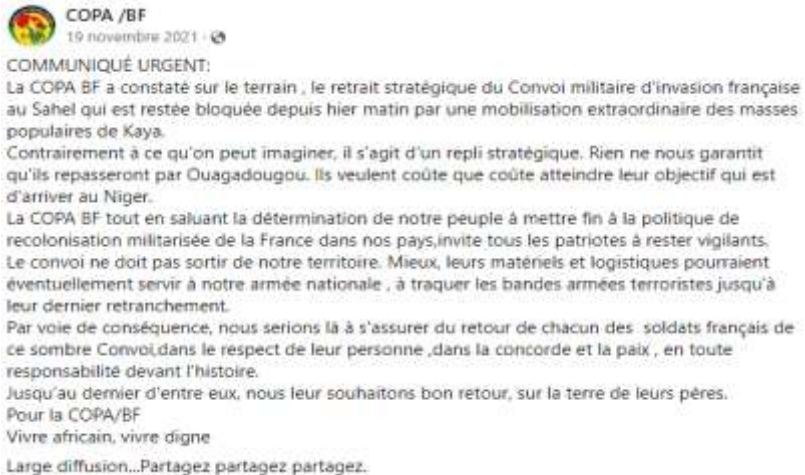 COPA /BF
19 novembre 2021
COMMUNIQUÉ URGENT:
La COPA BF a constaté sur le terrain , le retrait stratégique du Convoi militaire d'invasion française
au Sahel qui est restée bloquée depuis hier matin par une mobilisation extraordinaire des masses
populaires de Kaya.
Contrairement à ce qu'on peut imaginer, il s'agit d'un repli stratégique. Rien ne nous garantit
qu'ils repasseront par Ouagadougou. Ils veulent coûte que coûte atteindre leur objectif qui est
d'arriver au Niger.
La COPA BF tout en saluant la détermination de notre peuple à mettre fin à la politique de
recolonisation militarisée de la France dans nos pays,invite tous les patriotes à rester vigilants.
Le convoi ne doit pas sortir de notre territoire. Mieux, leurs matériels et logistiques pourraient
éventuellement servir à notre armée nationale , à traquer les bandes armées terroristes jusqu'à
leur dernier retranchement.
Par voie de conséquence, nous serions là à s'assurer du retour de chacun des soldats français de
ce sombre Convoi,dans le respect de leur personne ,dans la concorde et la paix , en toute
responsabilité devant l'histoire.
Jusqu'au dernier d'entre eux, nous leur souhaitons bon retour, sur la terre de leurs pères.
Pour la COPA/BF
Vivre africain, vivre digne
Large diffusion...Partagez partagez partagez.